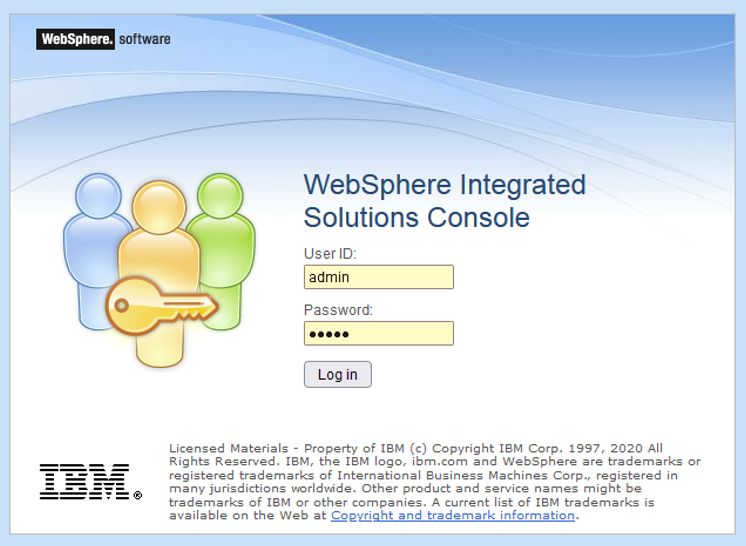 WebSphere. software
WebSphere Integrated
Solutions Console
User ID:
admin
Password:
•••••
Log in
IBM®
Licensed Materials - Property of IBM (c) Copyright IBM Corp. 1997, 2020 All
Rights Reserved. IBM, the IBM logo, ibm.com and WebSphere are trademarks or
registered trademarks of International Business Machines Corp., registered in
many jurisdictions worldwide. Other product and service names might be
trademarks of IBM or other companies. A current list of IBM trademarks is
available on the Web at Copyright and trademark information.